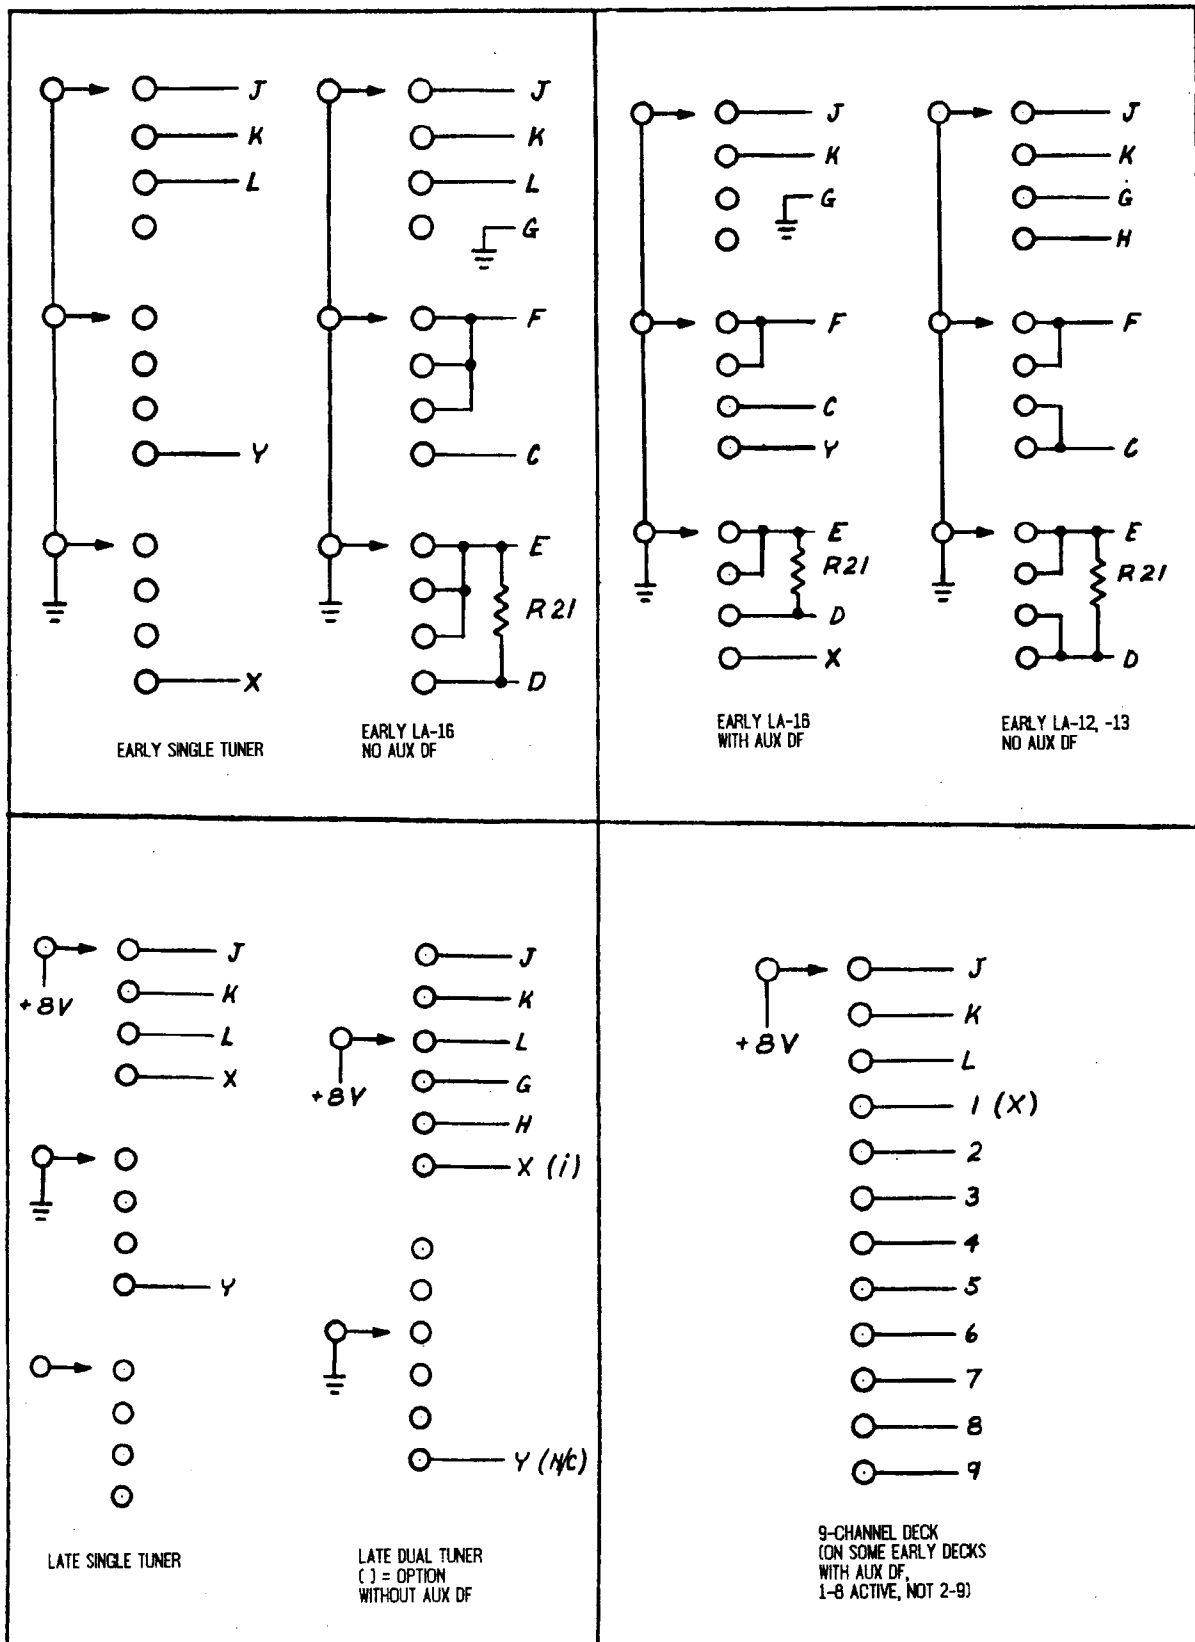 J
K
L
Y
X
EARLY SINGLE TUNER
J
K
L
G
F
C
E
R21
D
EARLY LA-16
NO AUX DF
J
K
G
F
C
Y
E
R21
D
X
EARLY LA-16
WITH AUX DF
J
K
G
H
F
C
E
R21
D
EARLY LA-12, -13
NO AUX DF
+8V
J
K
L
X
Y
LATE SINGLE TUNER
+8V
J
K
L
G
H
X (i)
Y (N/C)
LATE DUAL TUNER
( ) = OPTION
WITHOUT AUX DF
+8V
J
K
L
1 (X)
2
3
4
5
6
7
8
9
9-CHANNEL DECK
(ON SOME EARLY DECKS
WITH AUX DF,
1-8 ACTIVE, NOT 2-9)